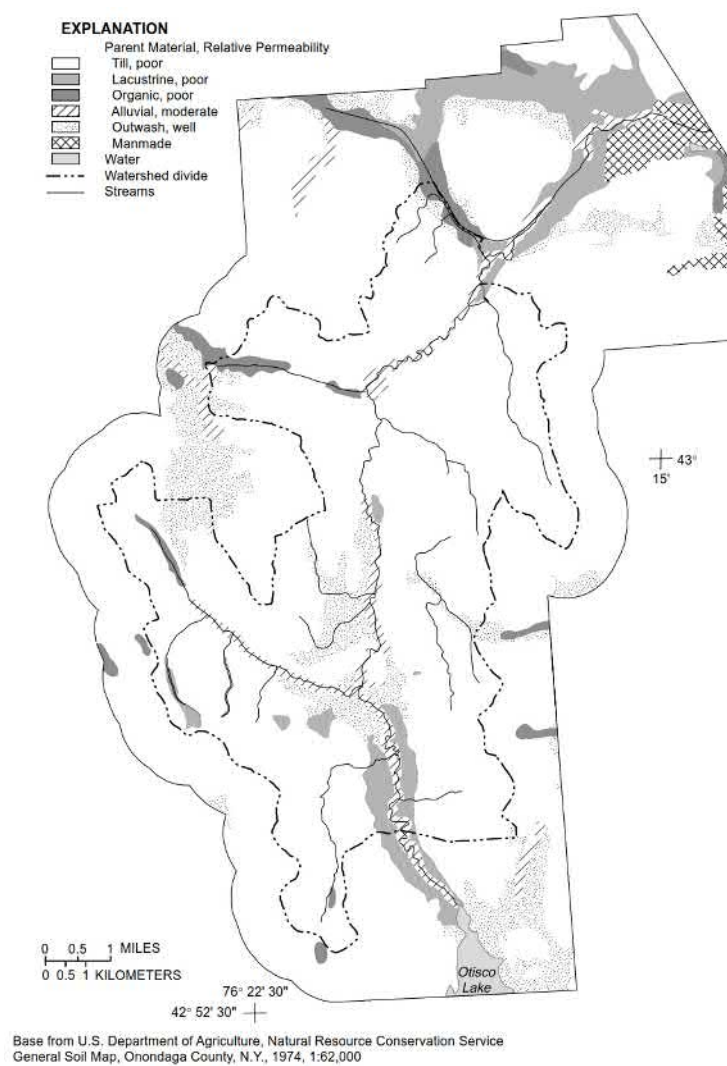 EXPLANATION
Parent Material, Relative Permeability
Till, poor
Lacustrine, poor
Organic, poor
Alluvial, moderate
Outwash, well
Manmade
Water
Watershed divide
Streams
43°
15'
0 0.5 1 MILES
0 0.5 1 KILOMETERS
76° 22' 30"
42° 52' 30"
Otisco
Lake
Base from U.S. Department of Agriculture, Natural Resource Conservation Service
General Soil Map, Onondaga County, N.Y., 1974, 1:62,000